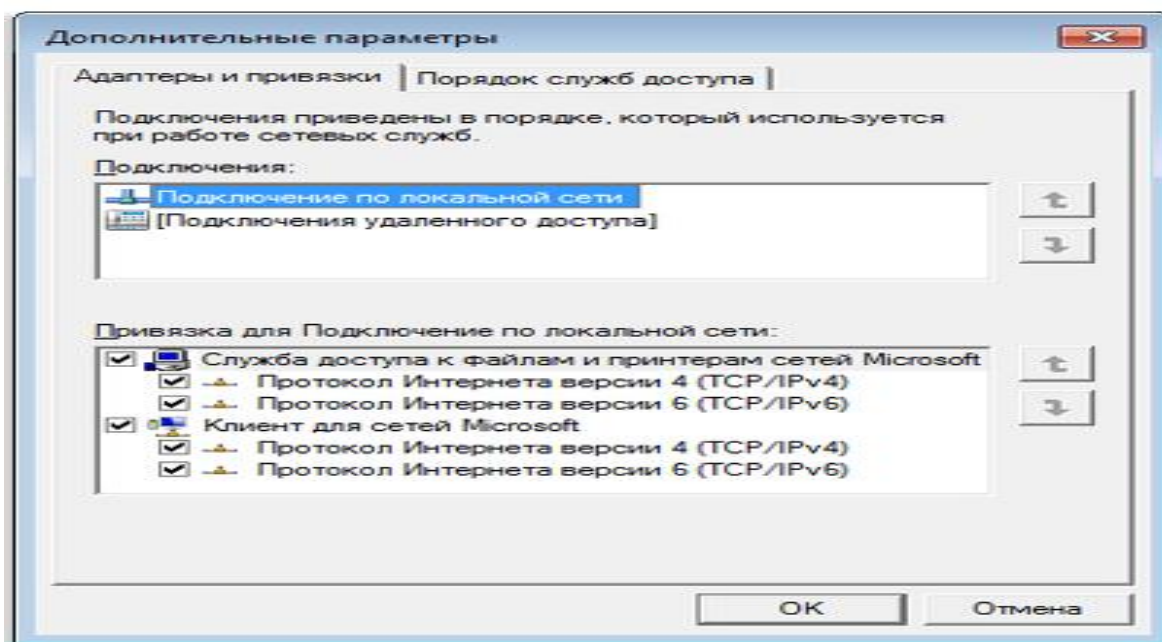 Дополнительные параметры
Адаптеры и привязки
Порядок служб доступа
Подключения приведены в порядке, который используется
при работе сетевых служб.
Подключения:
Подключение по локальной сети
[Подключения удаленного доступа]
Привязка для Подключение по локальной сети:
Служба доступа к файлам и принтерам сетей Microsoft
Протокол Интернета версии 4 (TCP/IPv4)
Протокол Интернета версии 6 (TCP/IPv6)
Клиент для сетей Microsoft
Протокол Интернета версии 4 (TCP/IPv4)
Протокол Интернета версии 6 (TCP/IPv6)
ОК
Отмена